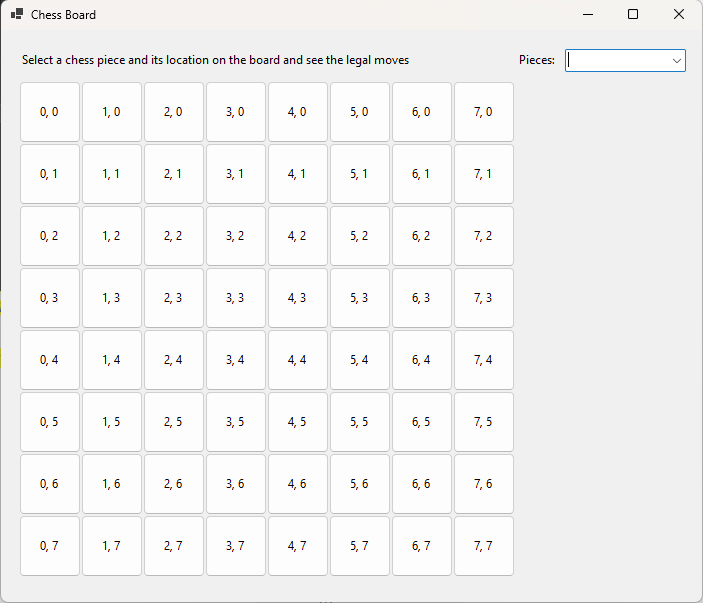 Chess Board
Select a chess piece and its location on the board and see the legal moves Pieces:
0, 0 1, 0 2, 0 3, 0 4, 0 5, 0 6, 0 7, 0
0, 1 1, 1 2, 1 3, 1 4, 1 5, 1 6, 1 7, 1
0, 2 1, 2 2, 2 3, 2 4, 2 5, 2 6, 2 7, 2
0, 3 1, 3 2, 3 3, 3 4, 3 5, 3 6, 3 7, 3
0, 4 1, 4 2, 4 3, 4 4, 4 5, 4 6, 4 7, 4
0, 5 1, 5 2, 5 3, 5 4, 5 5, 5 6, 5 7, 5
0, 6 1, 6 2, 6 3, 6 4, 6 5, 6 6, 6 7, 6
0, 7 1, 7 2, 7 3, 7 4, 7 5, 7 6, 7 7, 7